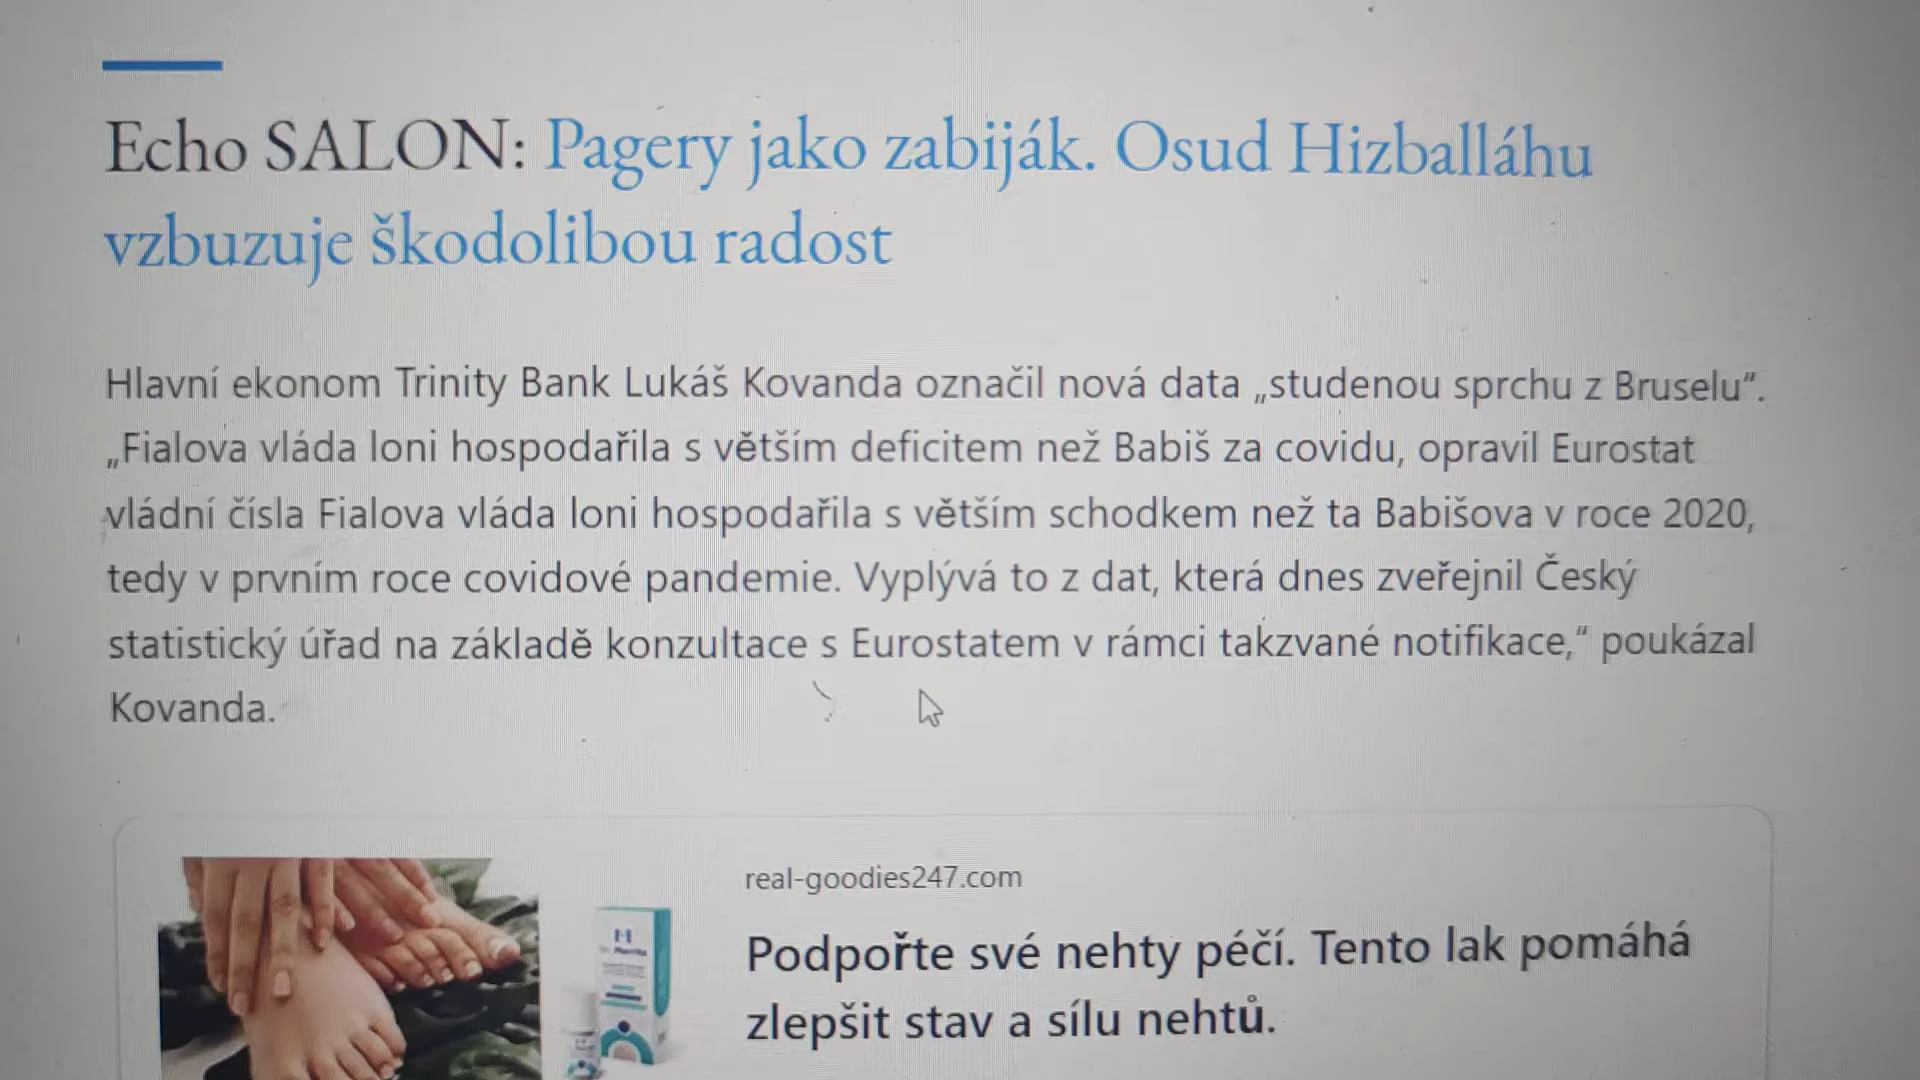 Echo SALON: Pagery jako zabiják. Osud Hizballáhu
vzbuzuje škodolibou radost
Hlavní ekonom Trinity Bank Lukáš Kovanda označil nová data „studenou sprchu z Bruselu“.
„Fialova vláda loni hospodařila s větším deficitem než Babiš za covidu, opravil Eurostat
vládní čísla Fialova vláda loni hospodařila s větším schodkem než ta Babišova v roce 2020,
tedy v prvním roce covidové pandemie. Vyplývá to z dat, která dnes zveřejnil Český
statistický úřad na základě konzultace s Eurostatem v rámci takzvané notifikace,“ poukázal
Kovanda.
real-goodies247.com
Podpořte své nehty péčí. Tento lak pomáhá
zlepšit stav a sílu nehtů.